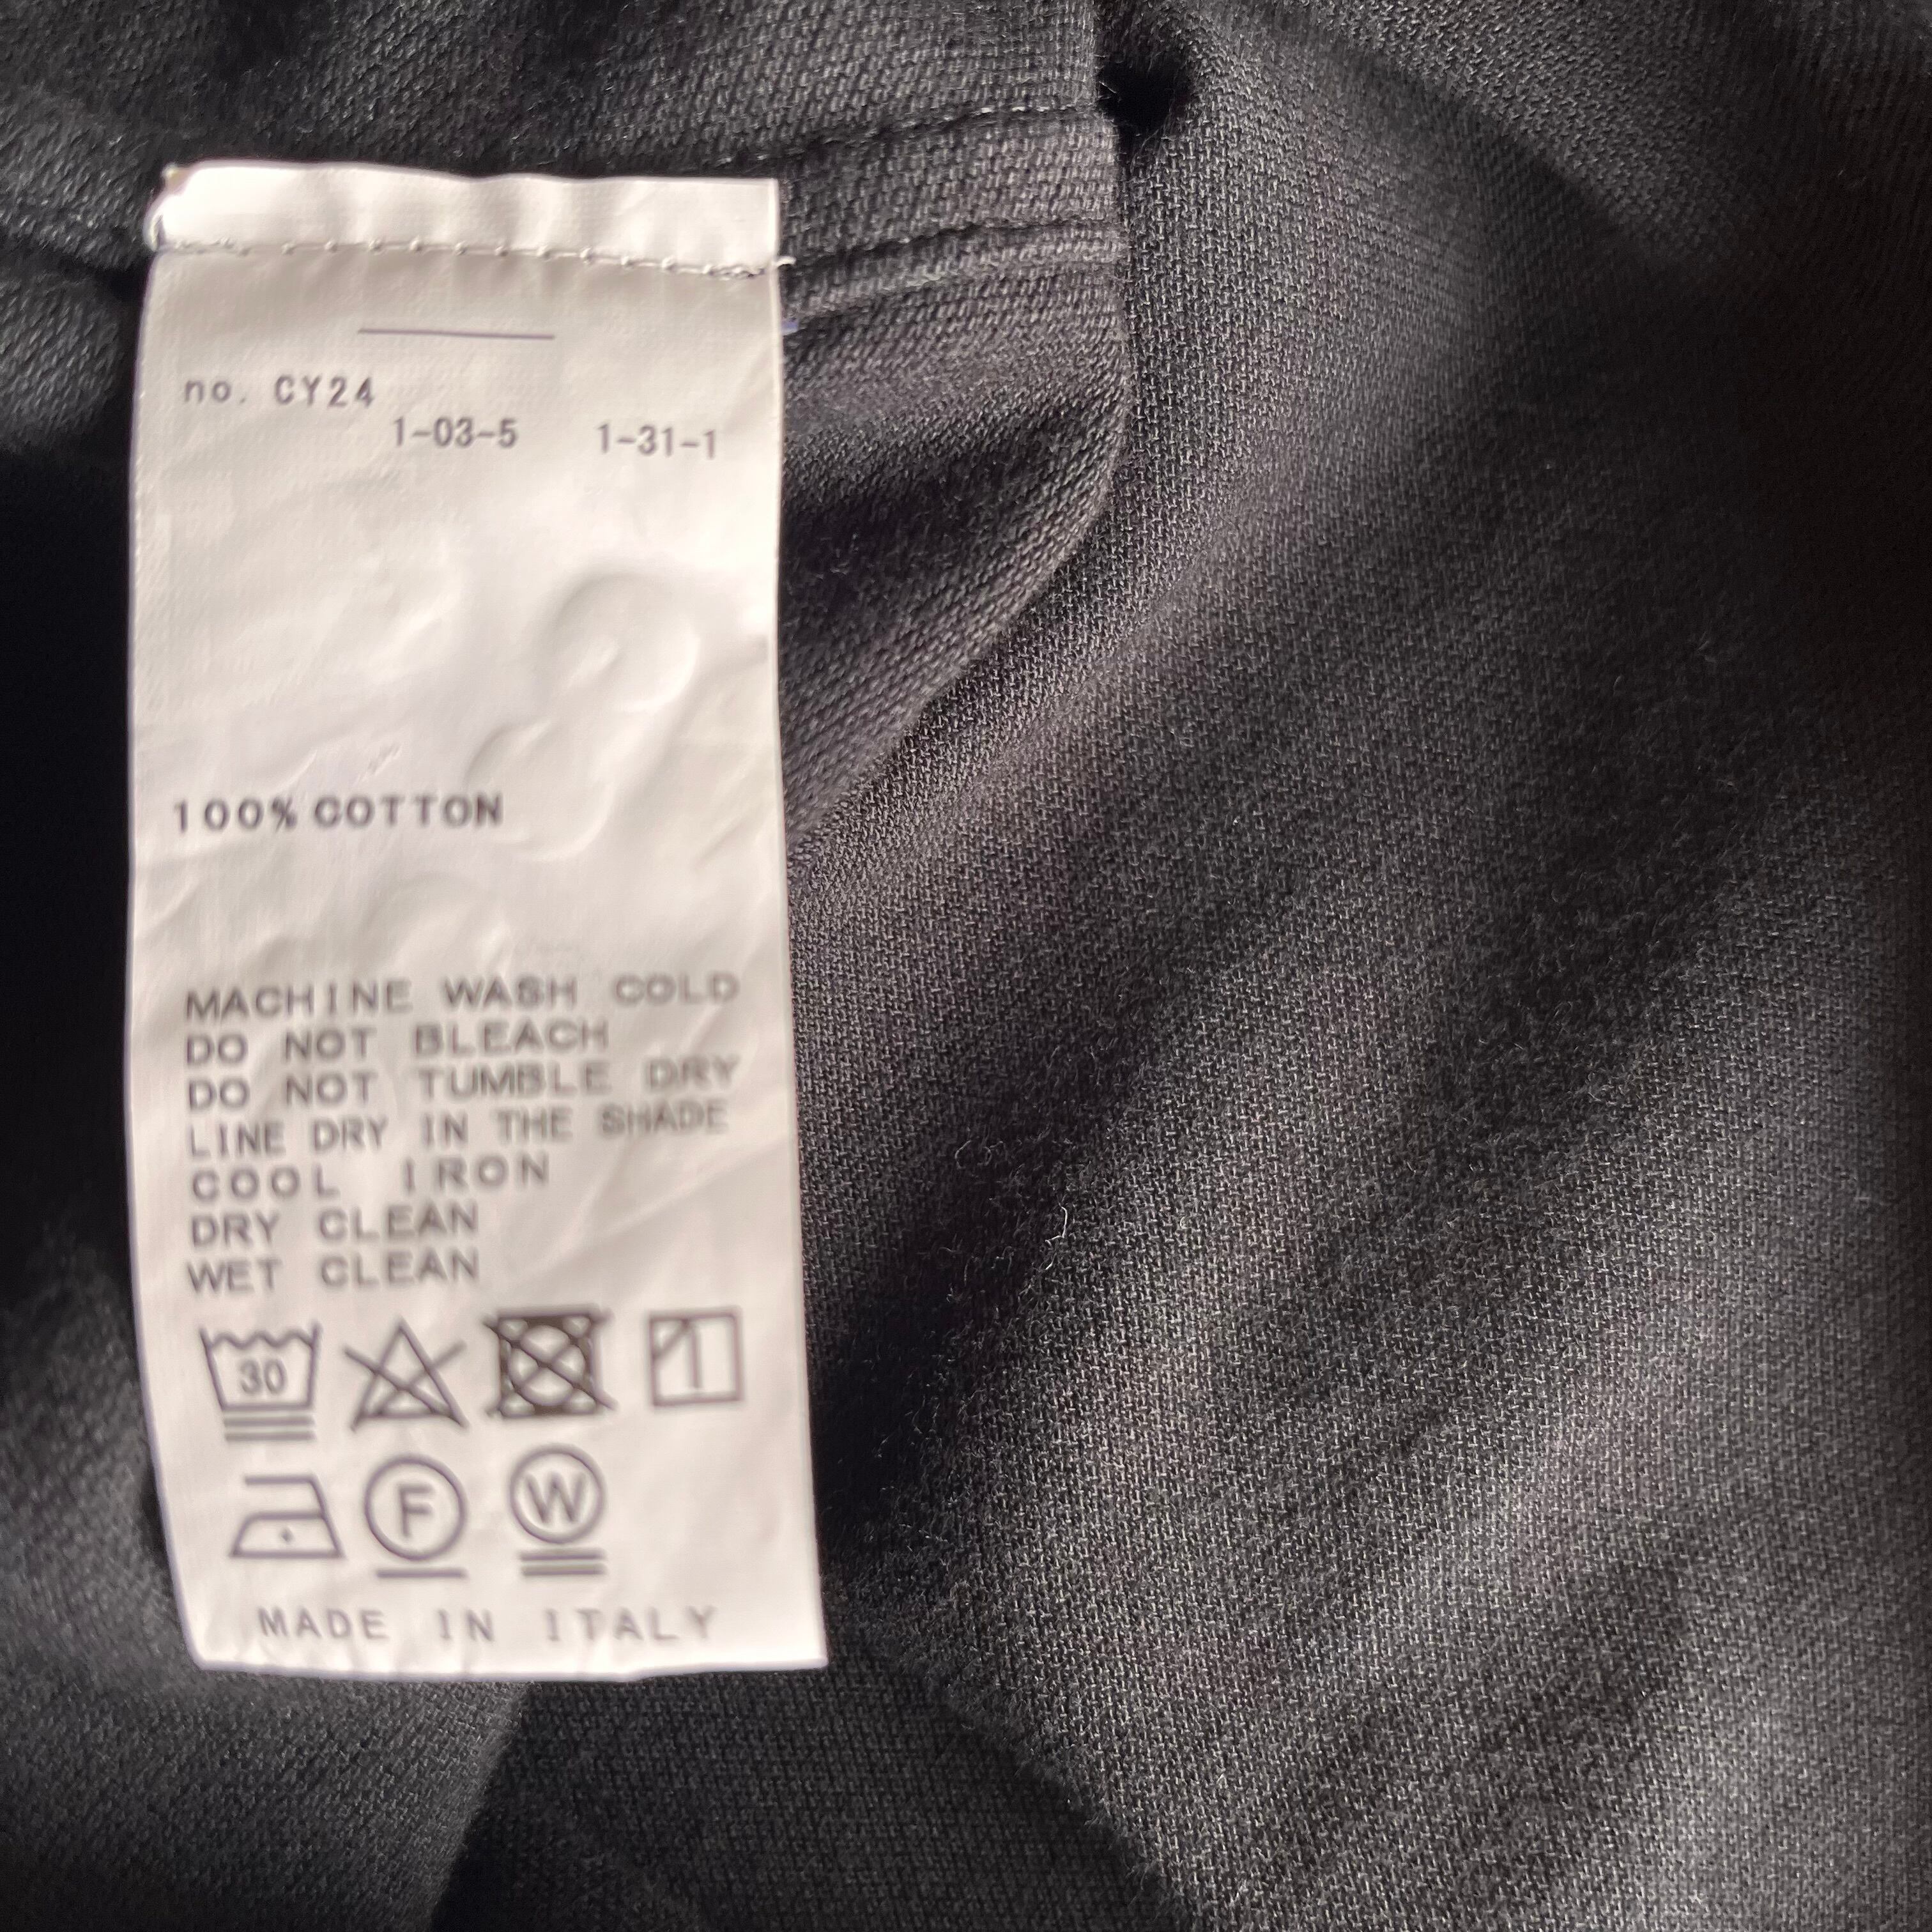 no. CY24
1-03-5 1-31-1
100% COTTON
MACHINE WASH COLD
DO NOT BLEACH
DO NOT TUMBLE DRY
LINE DRY IN THE SHADE
COOL IRON
DRY CLEAN
WET CLEAN
30
F W
MADE IN ITALY